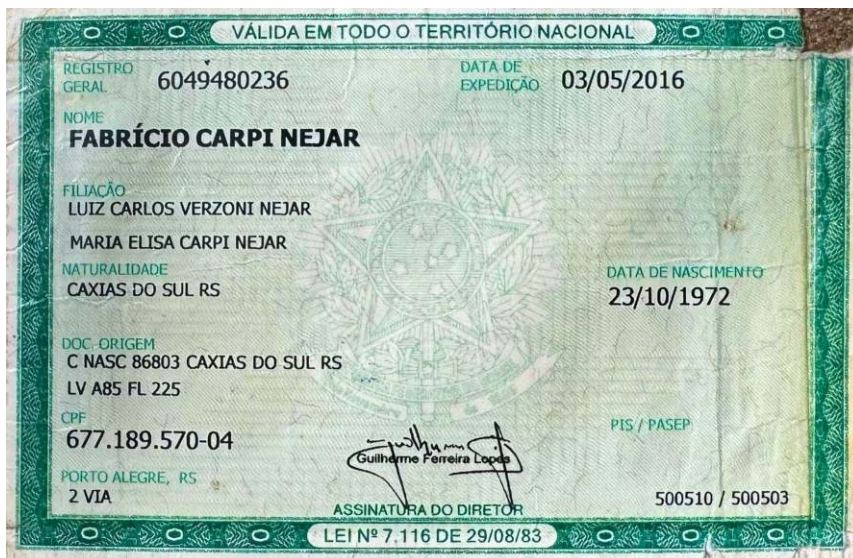 VÁLIDA EM TODO O TERRITÓRIO NACIONAL
REGISTRO GERAL 6049480236 DATA DE EXPEDIÇÃO 03/05/2016
NOME
FABRÍCIO CARPI NEJAR
FILIAÇÃO
LUIZ CARLOS VERZONI NEJAR
MARIA ELISA CARPI NEJAR
NATURALIDADE DATA DE NASCIMENTO
CAXIAS DO SUL RS 23/10/1972
DOC. ORIGEM
C NASC 86803 CAXIAS DO SUL RS
LV A85 FL 225
CPF PIS / PASEP
677.189.570-04
Guilherme Ferreira Lopes
PORTO ALEGRE, RS
2 VIA 500510 / 500503
ASSINATURA DO DIRETOR
LEI Nº 7.116 DE 29/08/83